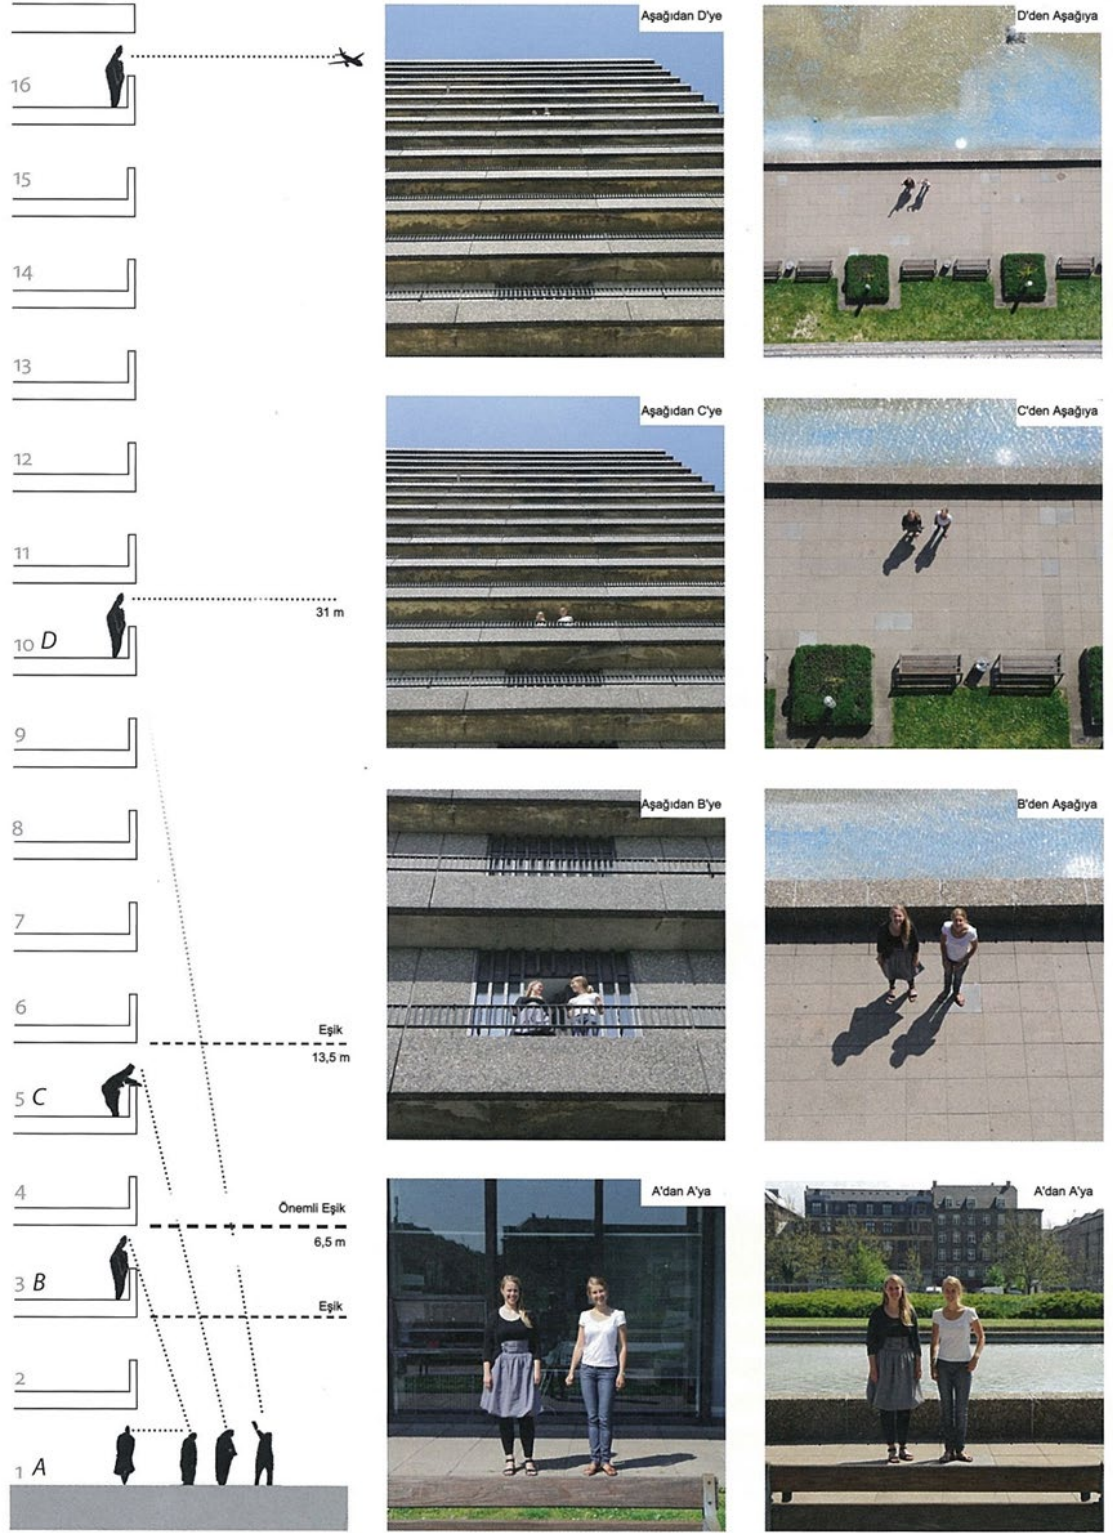 16
15
14
13
12
11
31 m
10 D
9
8
7
6
Eşik
13,5 m
5 C
4
Önemli Eşik
6,5 m
3 B
Eşik
2
1 A
Aşağıdan D'ye
D'den Aşağıya
Aşağıdan C'ye
C'den Aşağıya
Aşağıdan B'ye
B'den Aşağıya
A'dan A'ya
A'dan A'ya